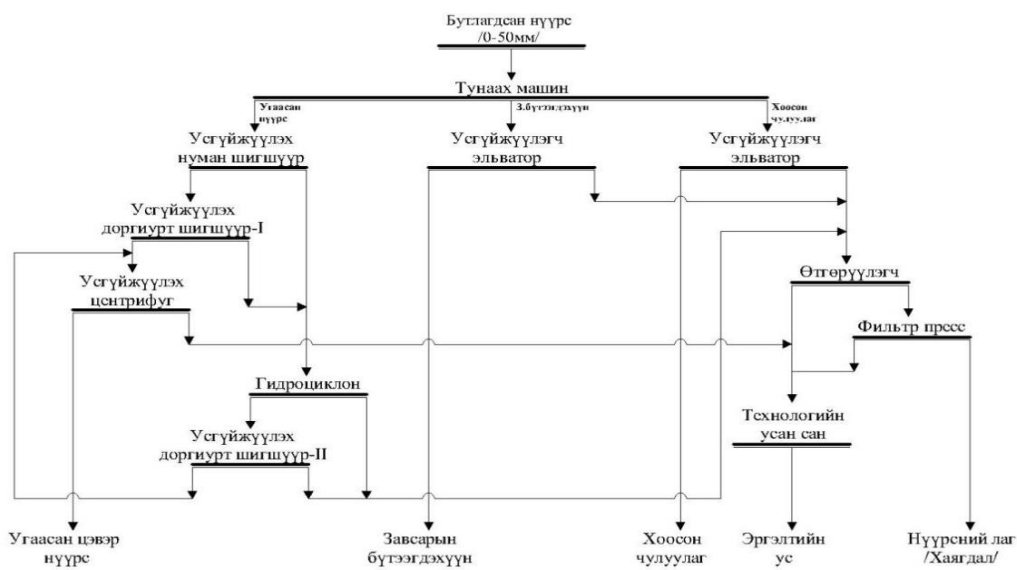 Бутлагдсан нүүрс
/0-50мм/
Тунаах машин
Угаасан
нүүрс
З.бүтээгдэхүүн
Хоосон
чулуулаг
Усгүйжүүлэх
нуман шигшүүр
Усгүйжүүлэгч
эльватор
Усгүйжүүлэгч
эльватор
Усгүйжүүлэх
доргиурт шигшүүр-I
Усгүйжүүлэх
центрифуг
Өтгөрүүлэгч
Фильтр пресс
Гидроциклон
Технологийн
усан сан
Усгүйжүүлэх
доргиурт шигшүүр-II
Угаасан цэвэр
нүүрс
Завсарын
бүтээгдэхүүн
Хоосон
чулуулаг
Эргэлтийн
ус
Нүүрсний лаг
/Хаягдал/